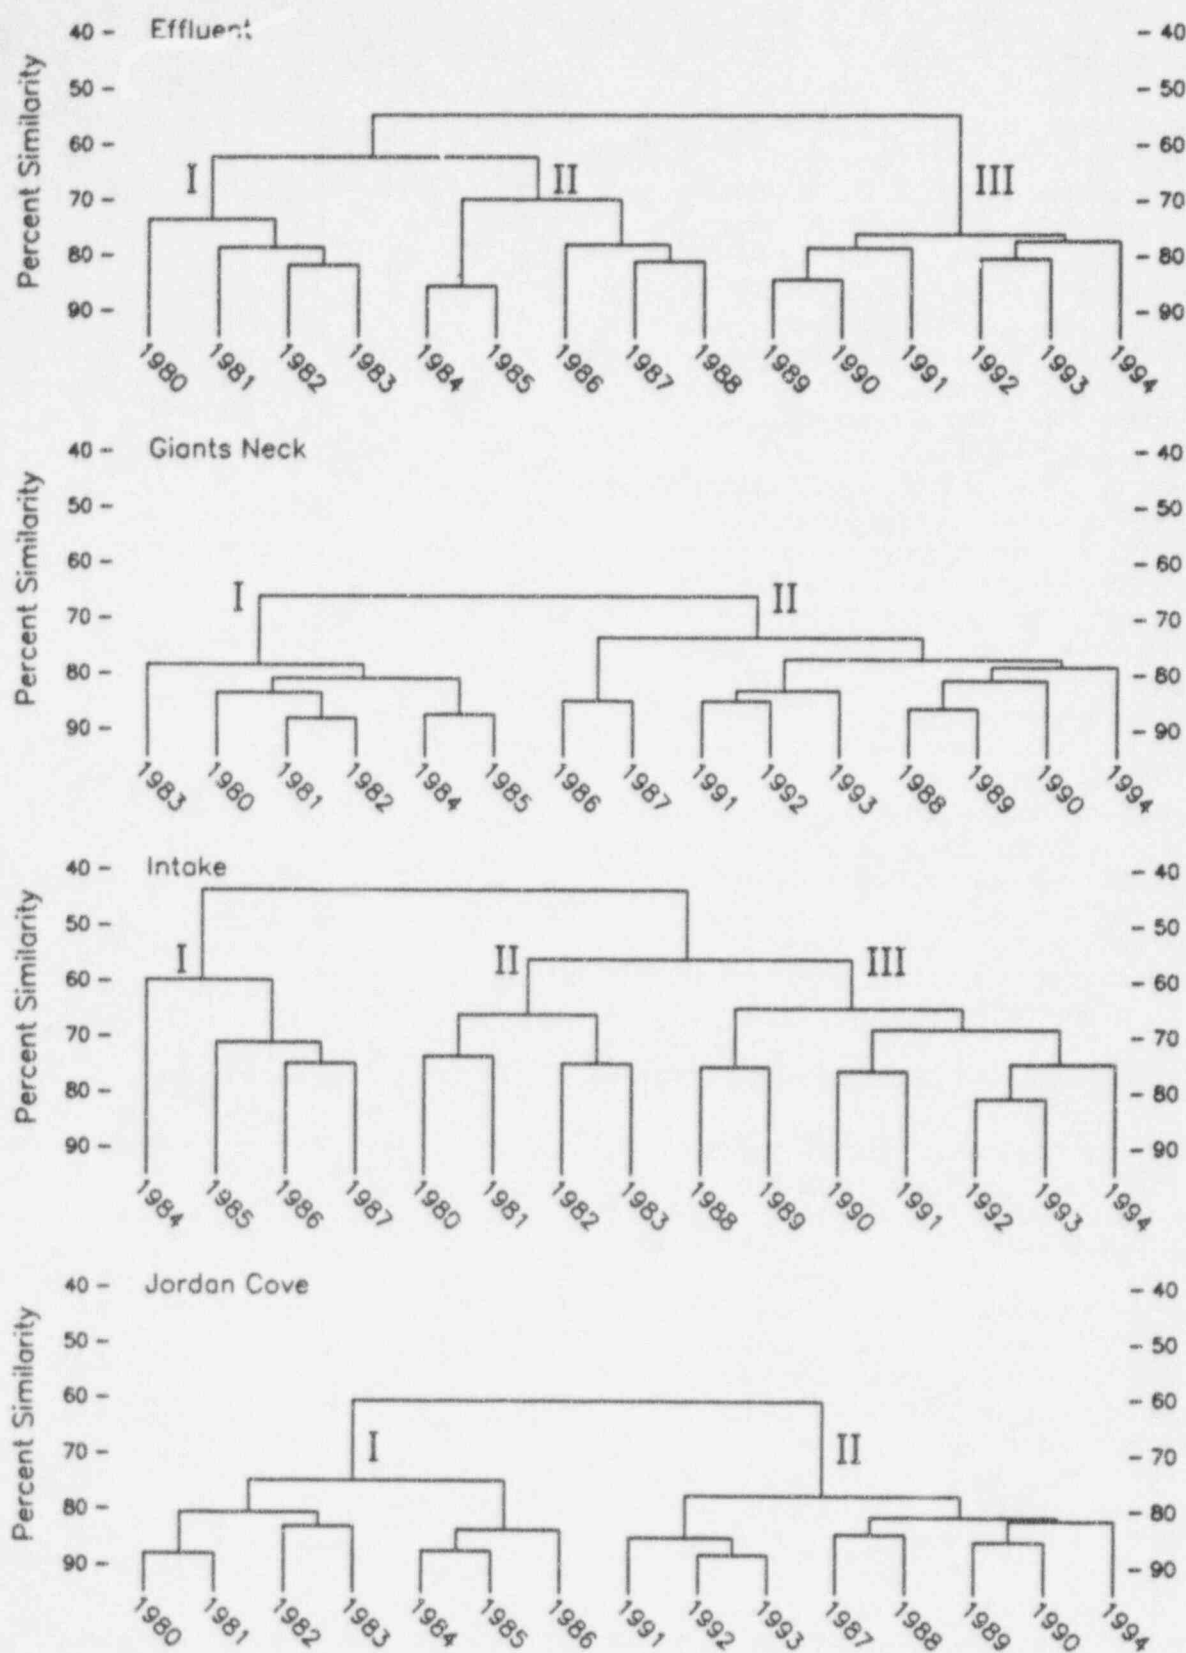 Effluent
Percent Similarity
40 - - 40
50 - - 50
60 - - 60
70 - - 70
80 - - 80
90 - - 90
I II III
1980 1981 1982 1983 1984 1985 1986 1987 1988 1989 1990 1991 1992 1993 1994
Giants Neck
Percent Similarity
40 - - 40
50 - - 50
60 - - 60
70 - - 70
80 - - 80
90 - - 90
I II
1983 1980 1981 1982 1984 1985 1986 1987 1991 1992 1993 1988 1989 1990 1994
Intake
Percent Similarity
40 - - 40
50 - - 50
60 - - 60
70 - - 70
80 - - 80
90 - - 90
I II III
1984 1985 1986 1987 1980 1981 1982 1983 1988 1989 1990 1991 1992 1993 1994
Jordan Cove
Percent Similarity
40 - - 40
50 - - 50
60 - - 60
70 - - 70
80 - - 80
90 - - 90
I II
1980 1981 1982 1983 1984 1985 1986 1991 1992 1993 1987 1988 1989 1990 1994